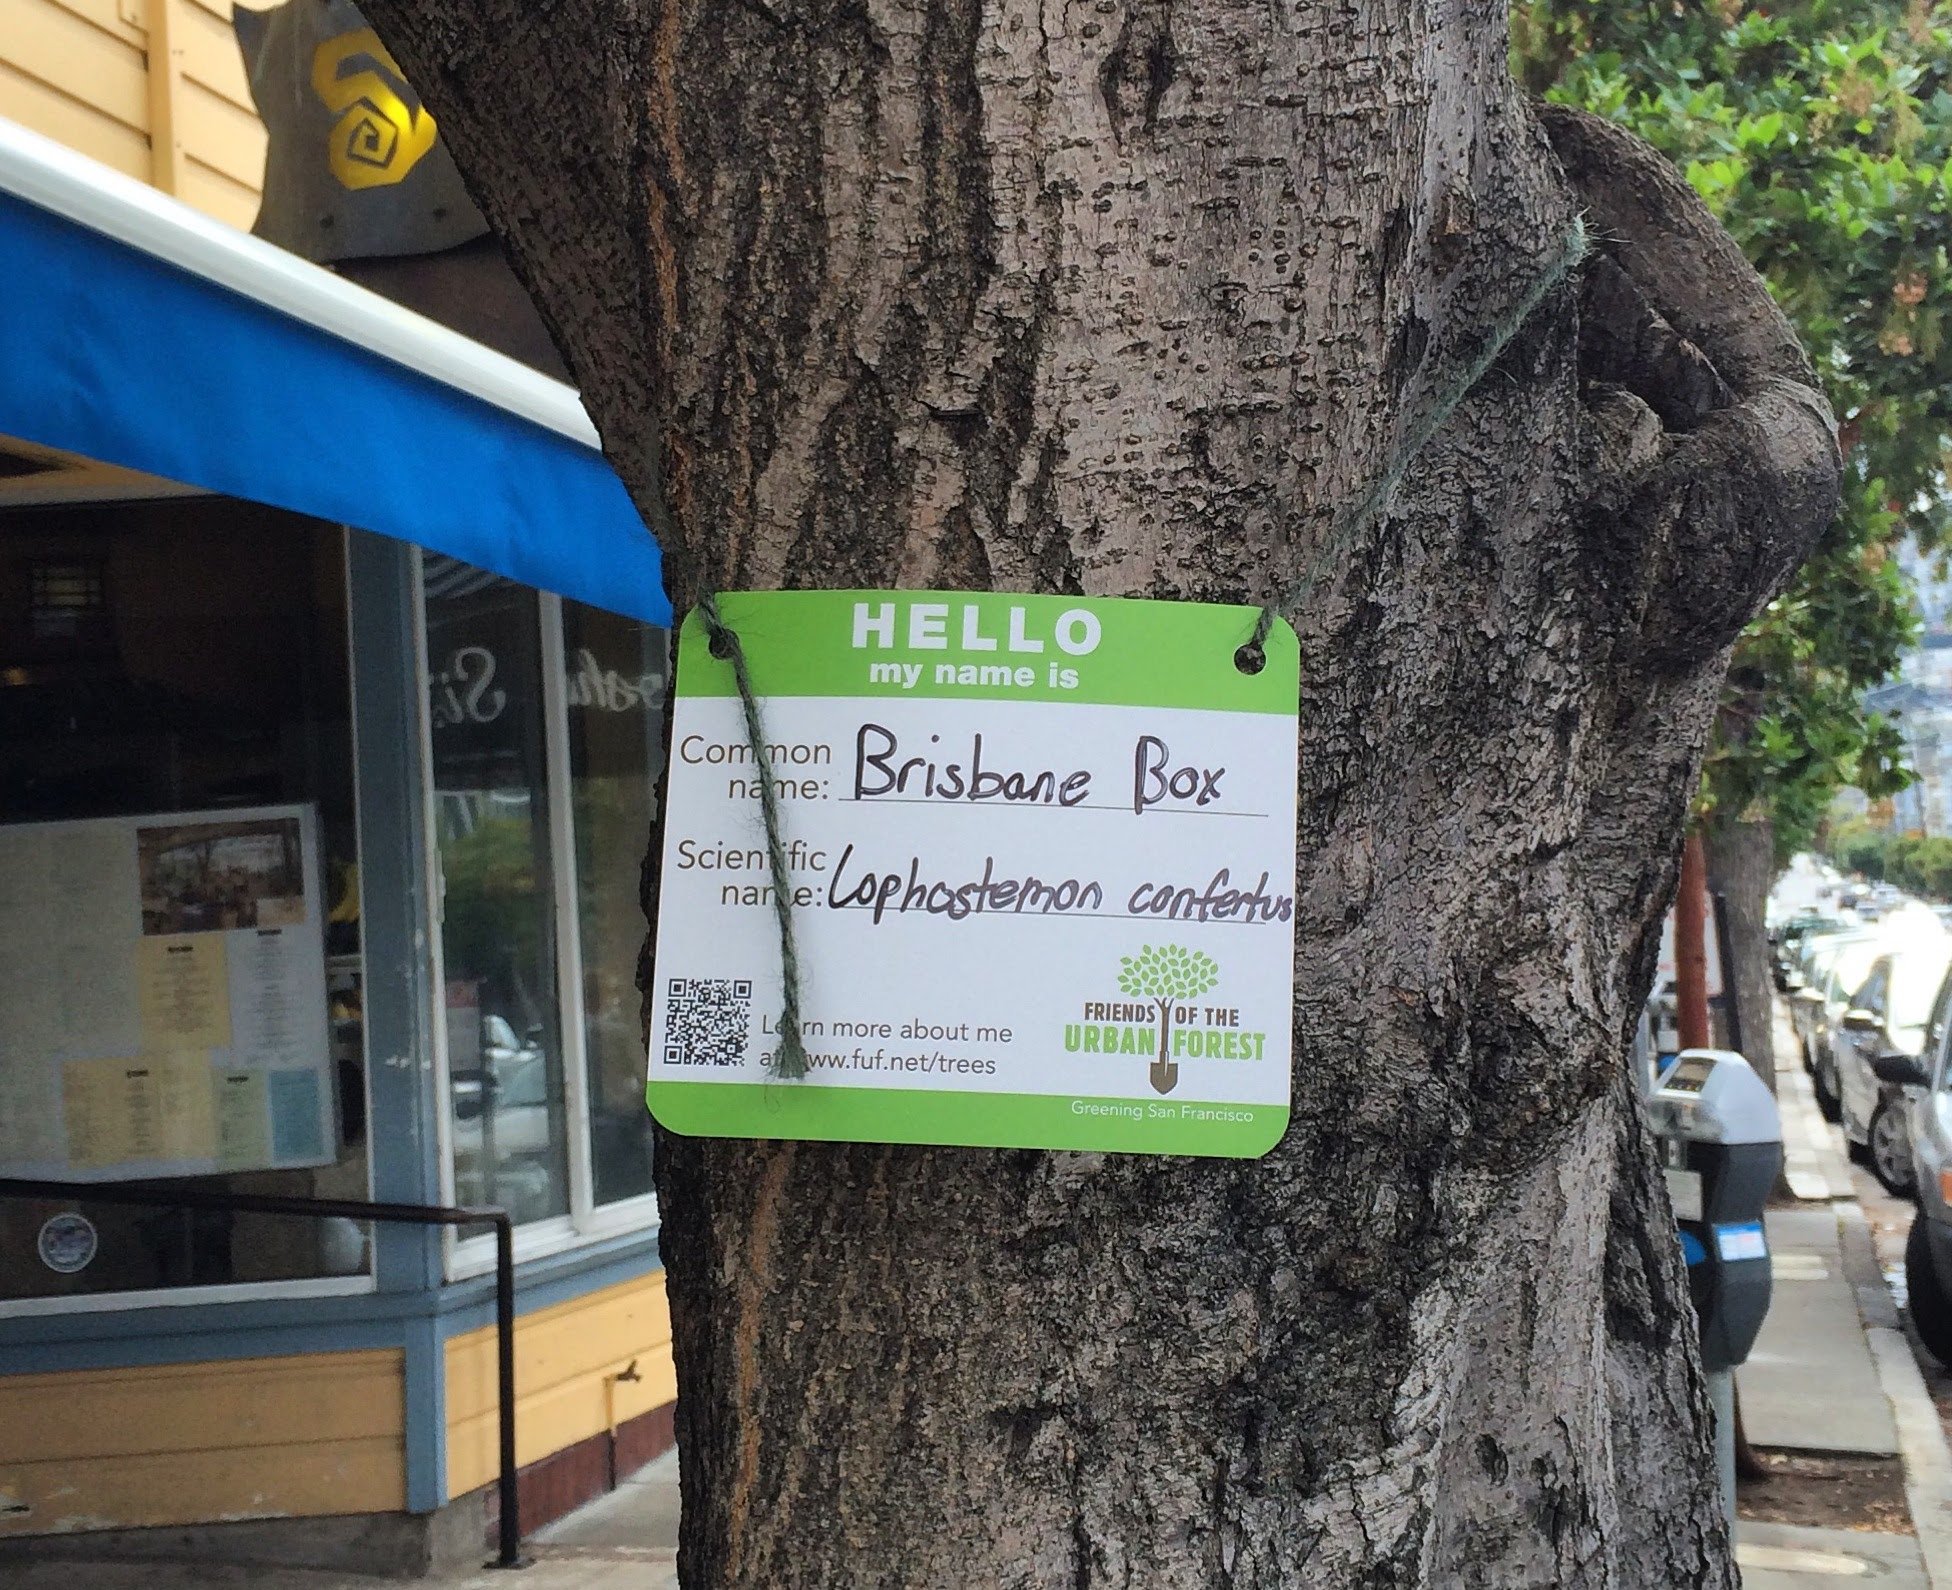 HELLO
my name is
Common
name: Brisbane Box
Scientific
name: Lophostemon confertus
Learn more about me
at www.fuf.net/trees
FRIENDS OF THE
URBAN FOREST
Greening San Francisco